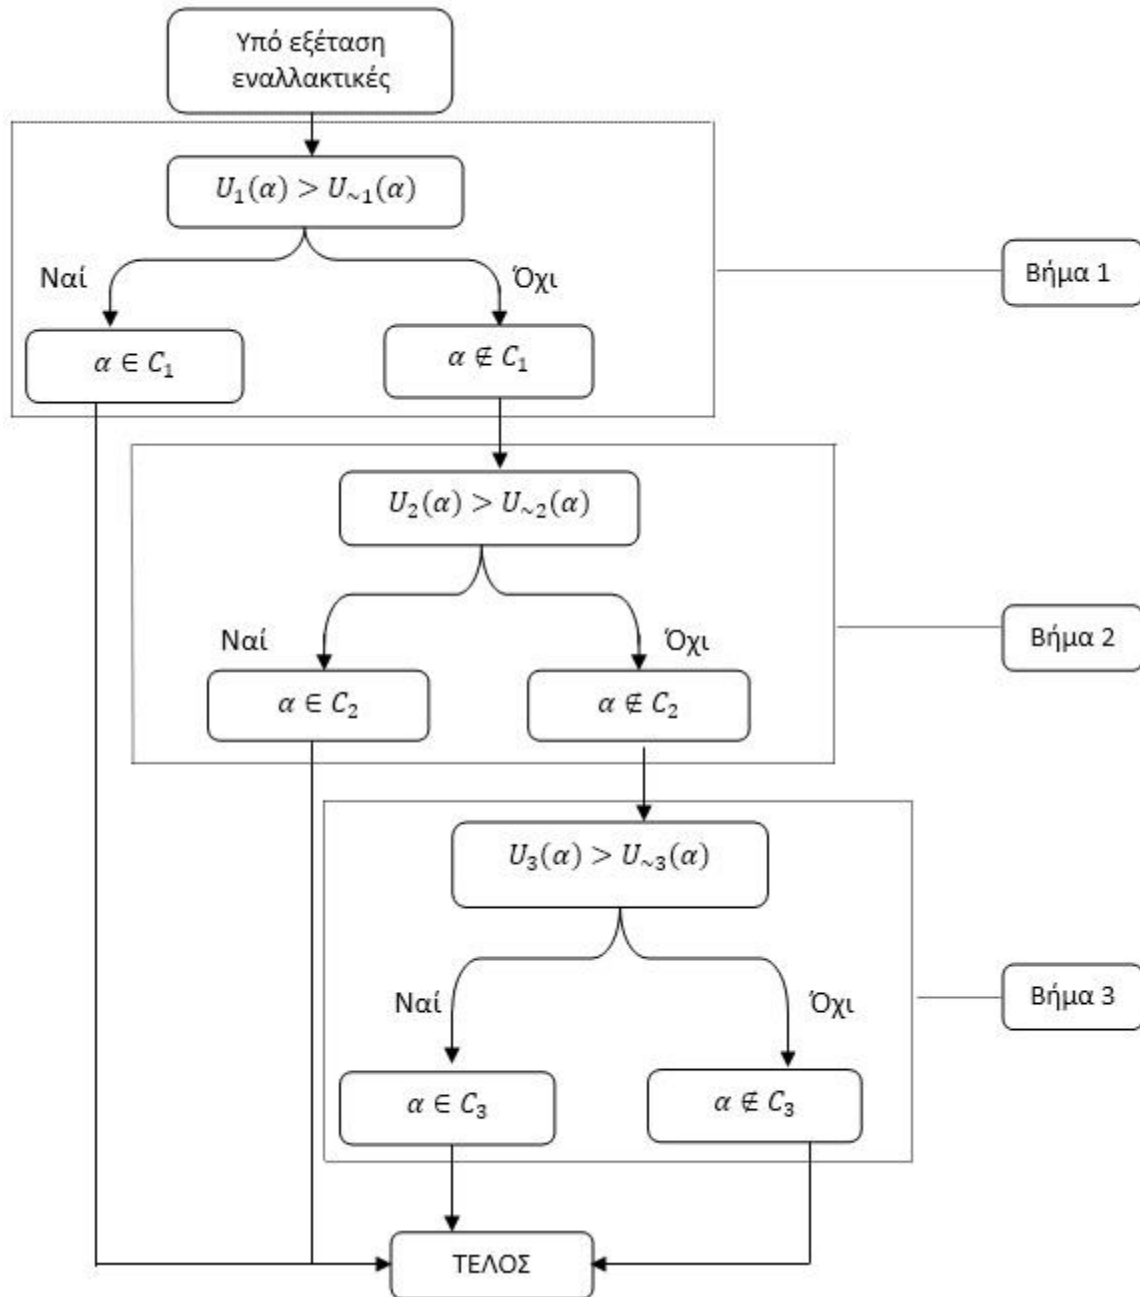 Υπό εξέταση
εναλλακτικές
U₁(α) > U~₁(α)
Ναί
Όχι
Βήμα 1
α ∈ C₁
α ∉ C₁
U₂(α) > U~₂(α)
Ναί
Όχι
Βήμα 2
α ∈ C₂
α ∉ C₂
U₃(α) > U~₃(α)
Ναί
Όχι
Βήμα 3
α ∈ C₃
α ∉ C₃
ΤΕΛΟΣ